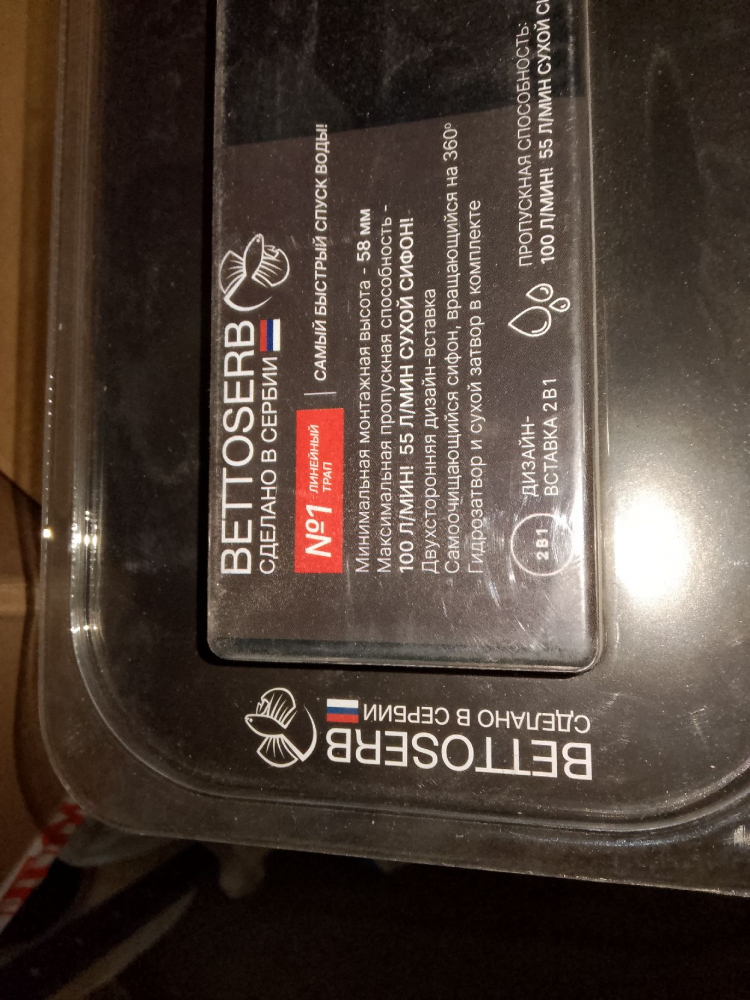 BETTOSERB
СДЕЛАНО В СЕРБИИ
№1 ЛИНЕЙНЫЙ
ТРАП
САМЫЙ БЫСТРЫЙ СПУСК ВОДЫ!
Минимальная монтажная высота - 58 мм
Максимальная пропускная способность -
100 Л/МИН! 55 Л/МИН СУХОЙ СИФОН!
Двухсторонняя дизайн-вставка
Самоочищающийся сифон, вращающийся на 360°
Гидрозатвор и сухой затвор в комплекте
2В1
ДИЗАЙН-
ВСТАВКА 2В1
ПРОПУСКНАЯ СПОСОБНОСТЬ:
100 Л/МИН! 55 Л/МИН СУХОЙ
BETTOSERB
СДЕЛАНО В СЕРБИИ